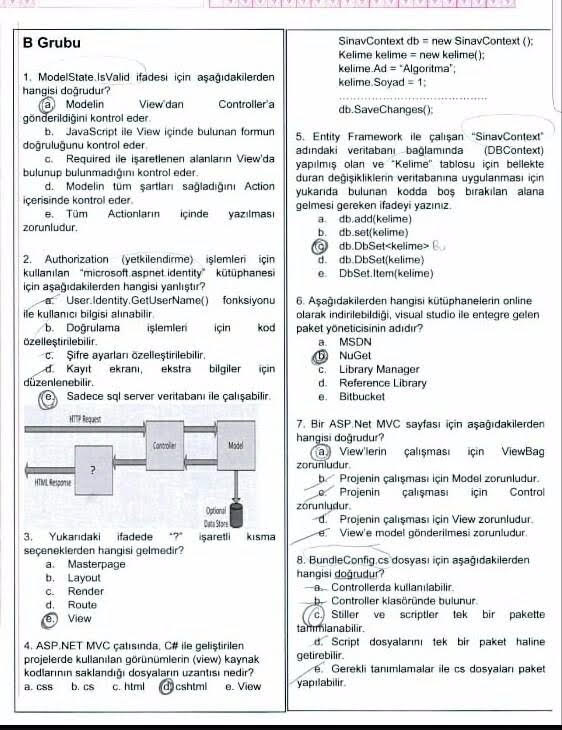 B Grubu
1. ModelState.IsValid ifadesi için aşağıdakilerden
hangisi doğrudur?
a. Modelin View'dan Controller'a
gönderildiğini kontrol eder.
b. JavaScript ile View içinde bulunan formun
doğruluğunu kontrol eder.
c. Required ile işaretlenen alanların View'da
bulunup bulunmadığını kontrol eder.
d. Modelin tüm şartları sağladığını Action
içerisinde kontrol eder.
e. Tüm Actionların içinde yazılması
zorunludur.
2. Authorization (yetkilendirme) işlemleri için
kullanılan "microsoft.aspnet.identity" kütüphanesi
için aşağıdakilerden hangisi yanlıştır?
a. User.Identity.GetUserName() fonksiyonu
ile kullanıcı bilgisi alınabilir.
b. Doğrulama işlemleri için kod
özelleştirilebilir.
c. Şifre ayarları özelleştirilebilir.
d. Kayıt ekranı, ekstra bilgiler için
düzenlenebilir.
e. Sadece sql server veritabanı ile çalışabilir.
HTTP Request
Controller
Model
?
HTML Response
Optional
Data Store
3. Yukarıdaki ifadede "?" işaretli kısma
seçeneklerden hangisi gelmedir?
a. Masterpage
b. Layout
c. Render
d. Route
e. View
4. ASP.NET MVC çatısında, C# ile geliştirilen
projelerde kullanılan görünümlerin (view) kaynak
kodlarının saklandığı dosyaların uzantısı nedir?
a. css b. cs c. html d. cshtml e. View
SinavContext db = new SinavContext ();
Kelime kelime = new kelime();
kelime.Ad = "Algoritma";
kelime.Soyad = 1;
........................................
db.SaveChanges();
5. Entity Framework ile çalışan "SinavContext"
adındaki veritabanı bağlamında (DBContext)
yapılmış olan ve "Kelime" tablosu için bellekte
duran değişikliklerin veritabanına uygulanması için
yukarıda bulunan kodda boş bırakılan alana
gelmesi gereken ifadeyi yazınız.
a. db.add(kelime)
b. db.set(kelime)
c. db.DbSet<kelime>
d. db.DbSet(kelime)
e. DbSet.Item(kelime)
6. Aşağıdakilerden hangisi kütüphanelerin online
olarak indirilebildiği, visual studio ile entegre gelen
paket yöneticisinin adıdır?
a. MSDN
b. NuGet
c. Library Manager
d. Reference Library
e. Bitbucket
7. Bir ASP.Net MVC sayfası için aşağıdakilerden
hangisi doğrudur?
a. View'lerin çalışması için ViewBag
zorunludur.
b. Projenin çalışması için Model zorunludur.
c. Projenin çalışması için Control
zorunludur.
d. Projenin çalışması için View zorunludur.
e. View'e model gönderilmesi zorunludur.
8. BundleConfig.cs dosyası için aşağıdakilerden
hangisi doğrudur?
a. Controllerda kullanılabilir.
b. Controller klasöründe bulunur.
c. Stiller ve scriptler tek bir pakette
tanımlanabilir.
d. Script dosyalarını tek bir paket haline
getirebilir.
e. Gerekli tanımlamalar ile cs dosyaları paket
yapılabilir.